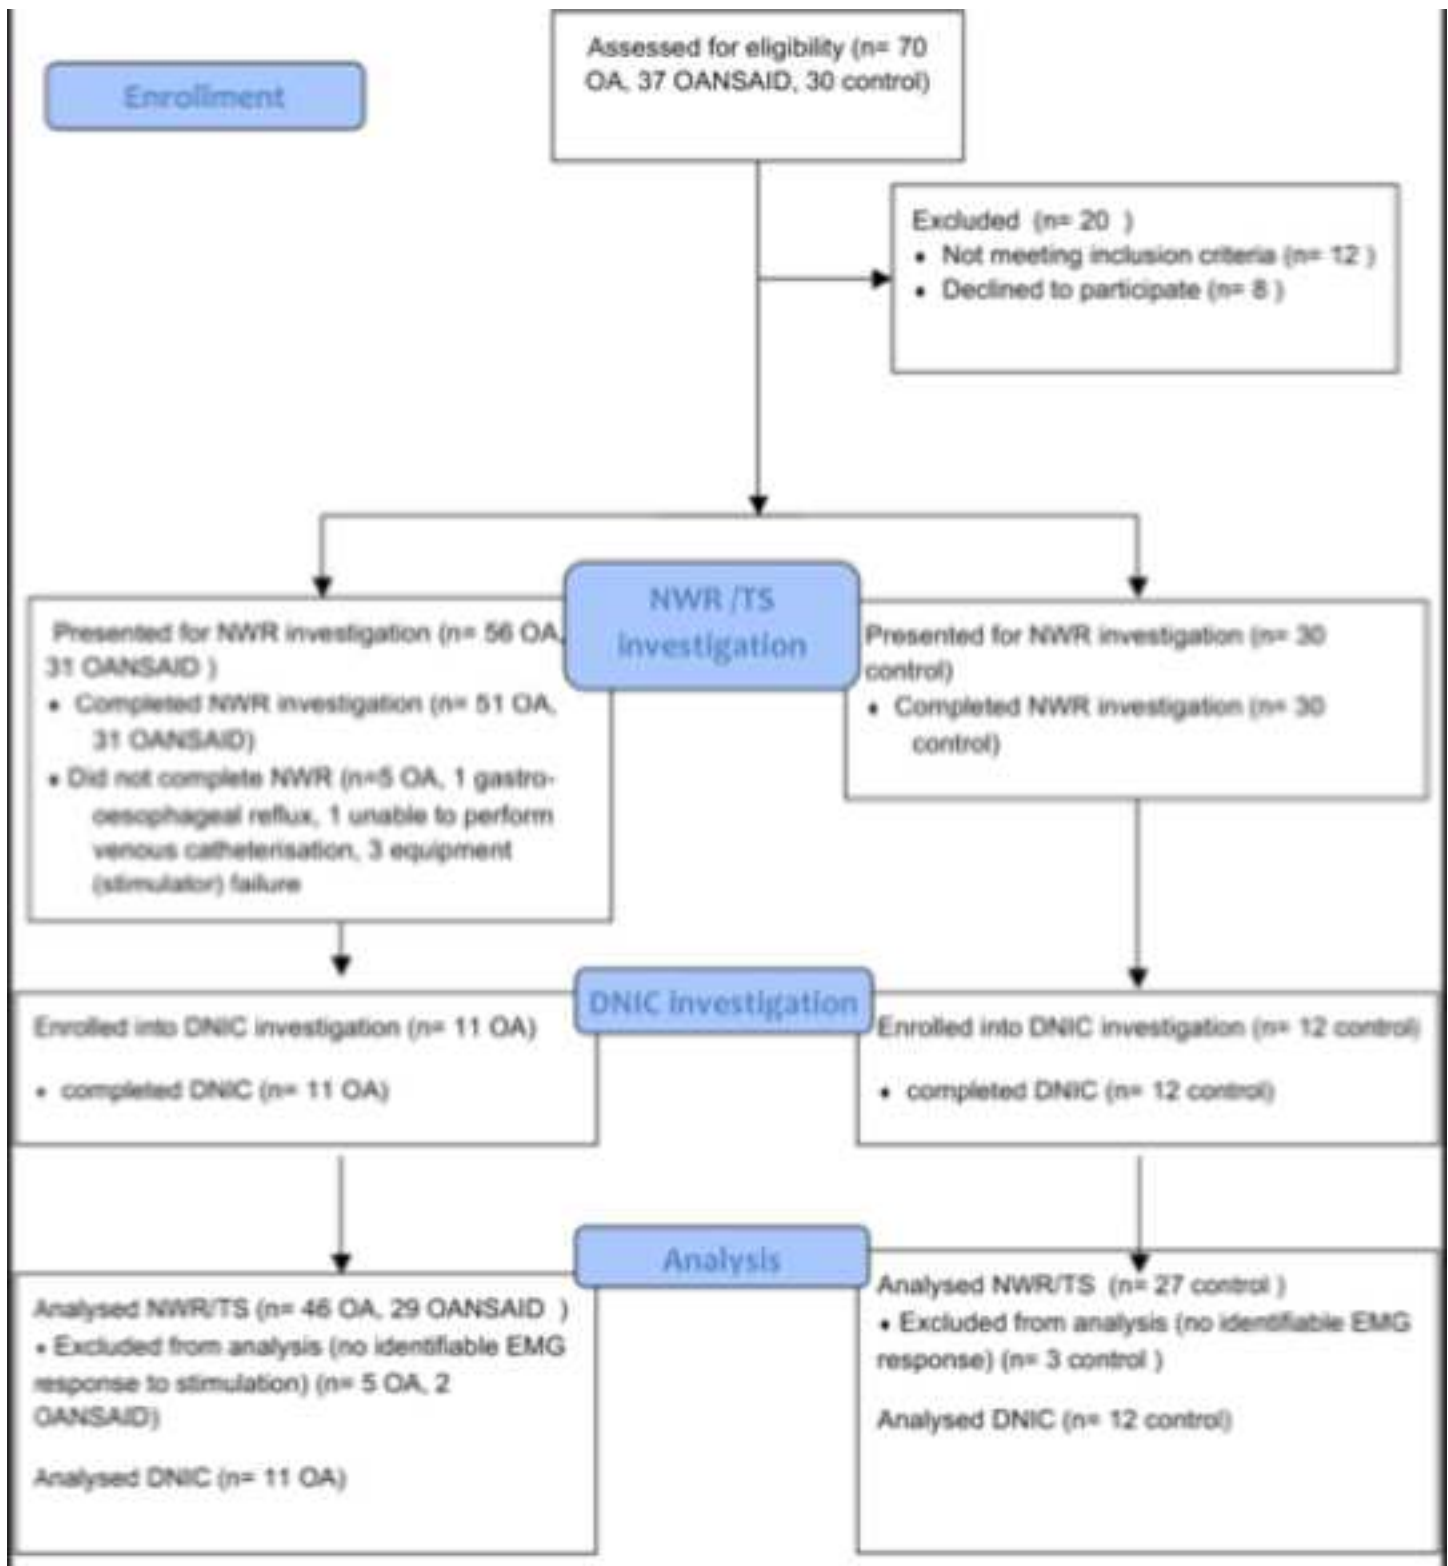 Assessed for eligibility (n= 70
OA, 37 OANSAID, 30 control)
Enrollment
Excluded (n= 20 )
• Not meeting inclusion criteria (n= 12 )
• Declined to participate (n= 8 )
NWR /TS
investigation
Presented for NWR investigation (n= 56 OA,
31 OANSAID )
• Completed NWR investigation (n= 51 OA,
31 OANSAID)
• Did not complete NWR (n=5 OA, 1 gastro-
oesophageal reflux, 1 unable to perform
venous catheterisation, 3 equipment
(stimulator) failure
Presented for NWR investigation (n= 30
control)
• Completed NWR investigation (n= 30
control)
DNIC investigation
Enrolled into DNIC investigation (n= 11 OA)
• completed DNIC (n= 11 OA)
Enrolled into DNIC investigation (n= 12 control)
• completed DNIC (n= 12 control)
Analysis
Analysed NWR/TS (n= 46 OA, 29 OANSAID )
• Excluded from analysis (no identifiable EMG
response to stimulation) (n= 5 OA, 2
OANSAID)
Analysed DNIC (n= 11 OA)
Analysed NWR/TS (n= 27 control )
• Excluded from analysis (no identifiable EMG
response) (n= 3 control )
Analysed DNIC (n= 12 control)